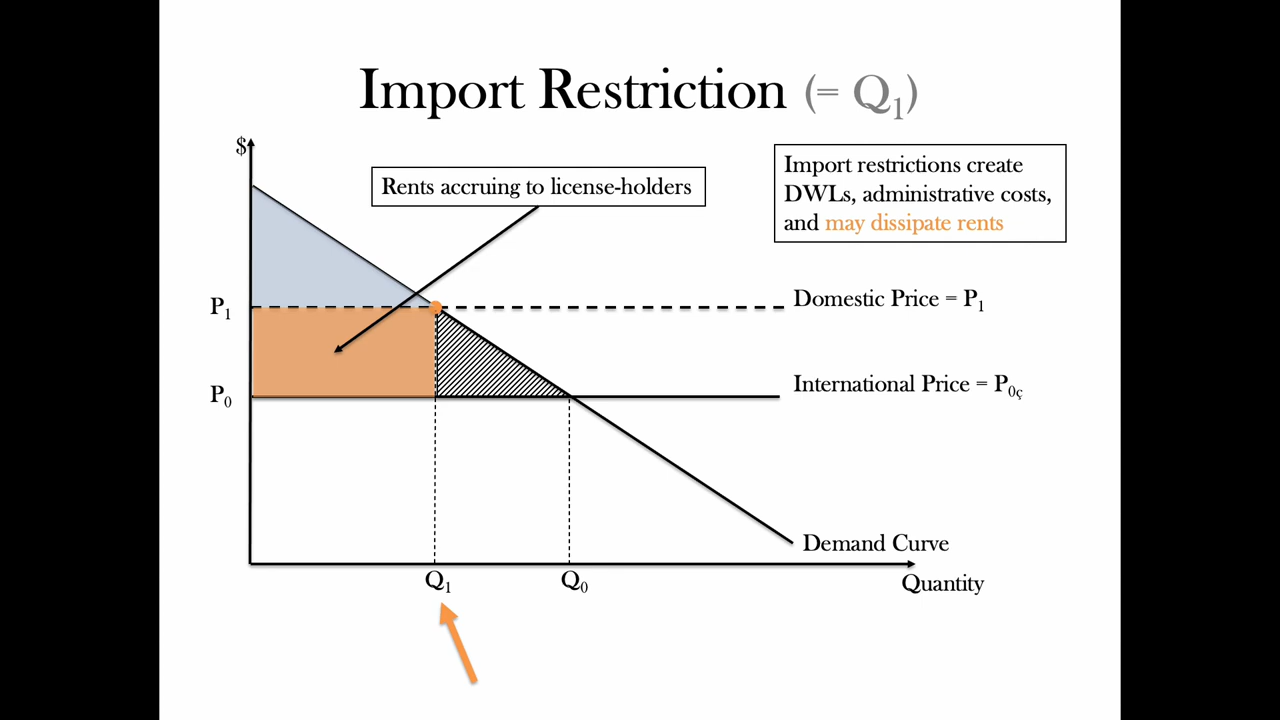 Import Restriction (= Q₁)
$
Rents accruing to license-holders
Import restrictions create
DWLs, administrative costs,
and may dissipate rents
P₁
Domestic Price = P₁
P₀
International Price = P₀ç
Demand Curve
Q₁
Q₀
Quantity